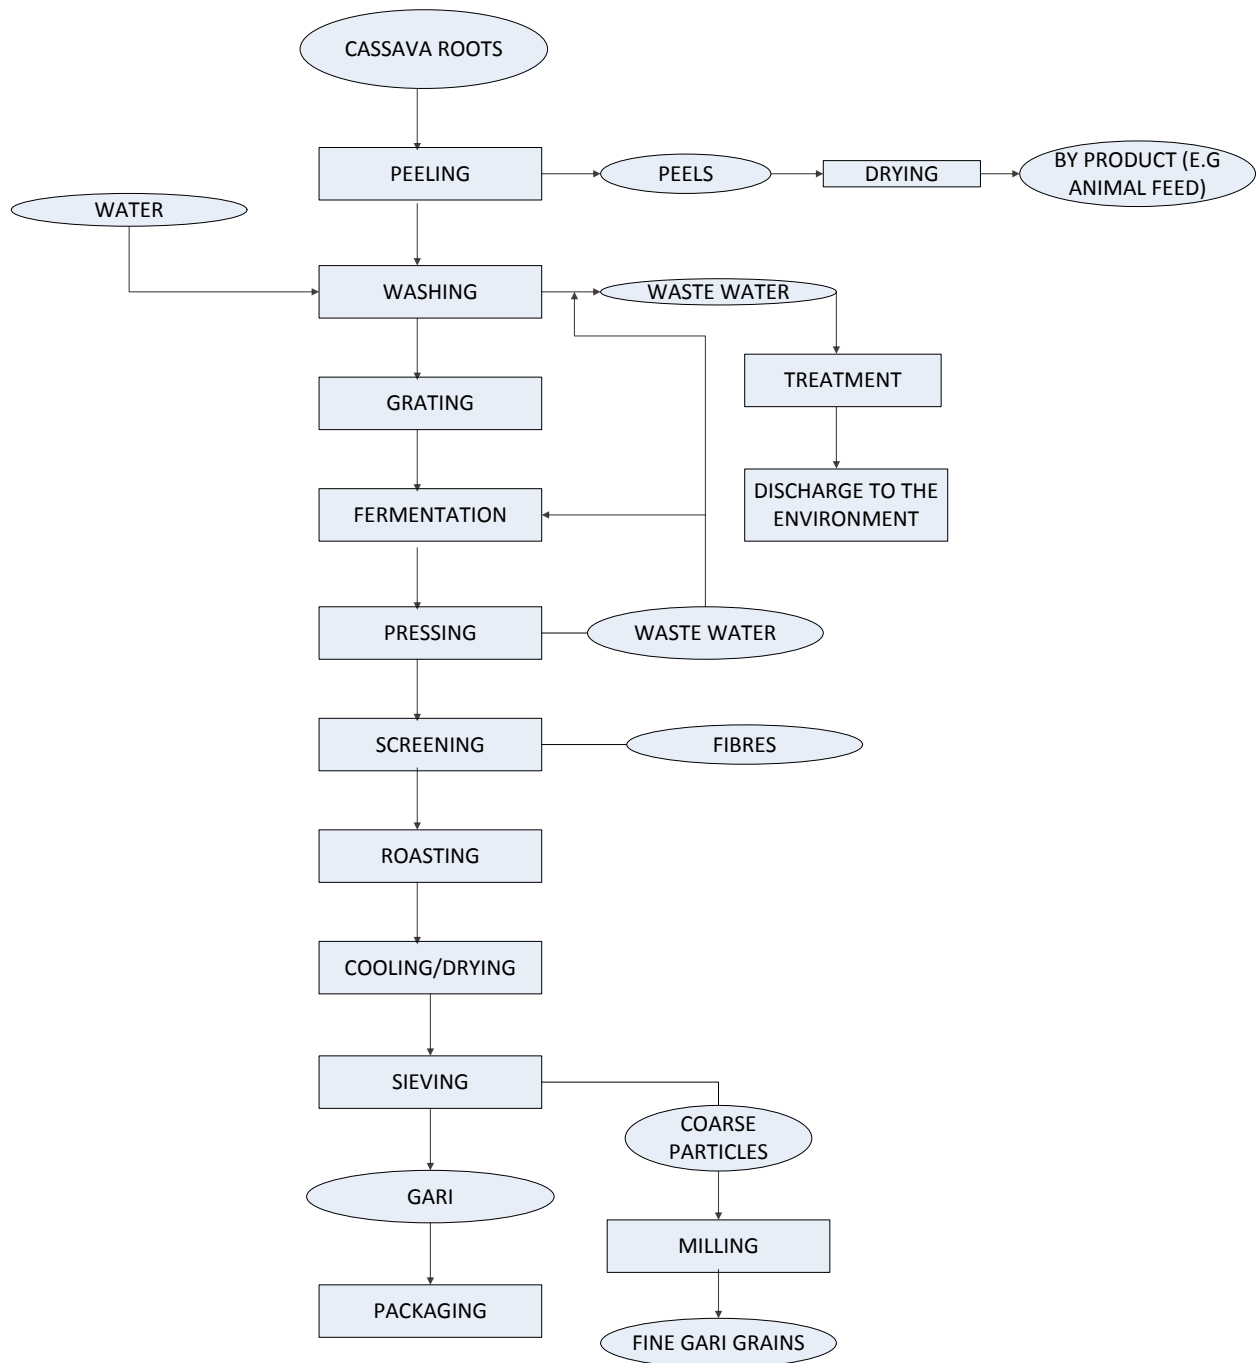 CASSAVA ROOTS
PEELING
PEELS
DRYING
BY PRODUCT (E.G
ANIMAL FEED)
WATER
WASHING
WASTE WATER
TREATMENT
GRATING
DISCHARGE TO THE
ENVIRONMENT
FERMENTATION
PRESSING
WASTE WATER
SCREENING
FIBRES
ROASTING
COOLING/DRYING
SIEVING
COARSE
PARTICLES
GARI
MILLING
PACKAGING
FINE GARI GRAINS